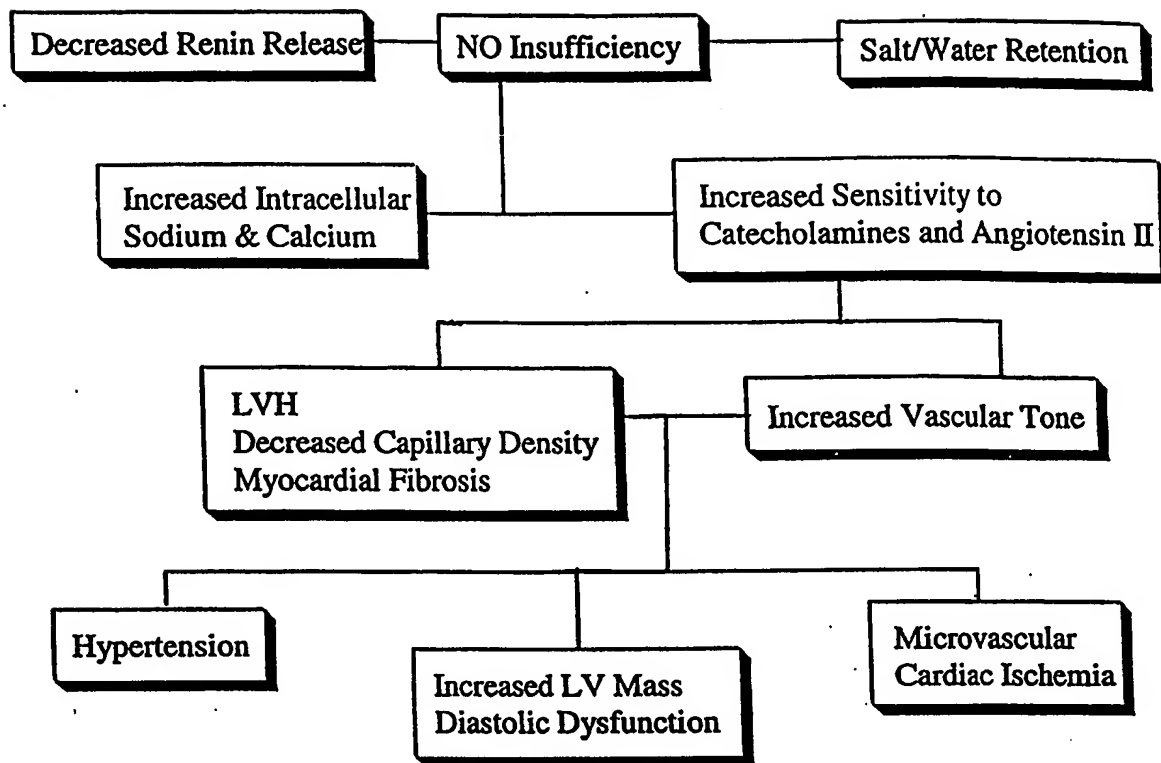 Decreased Renin Release
NO Insufficiency
Salt/Water Retention
Increased Intracellular
Sodium & Calcium
Increased Sensitivity to
Catecholamines and Angiotensin II
LVH
Decreased Capillary Density
Myocardial Fibrosis
Increased Vascular Tone
Hypertension
Increased LV Mass
Diastolic Dysfunction
Microvascular
Cardiac Ischemia